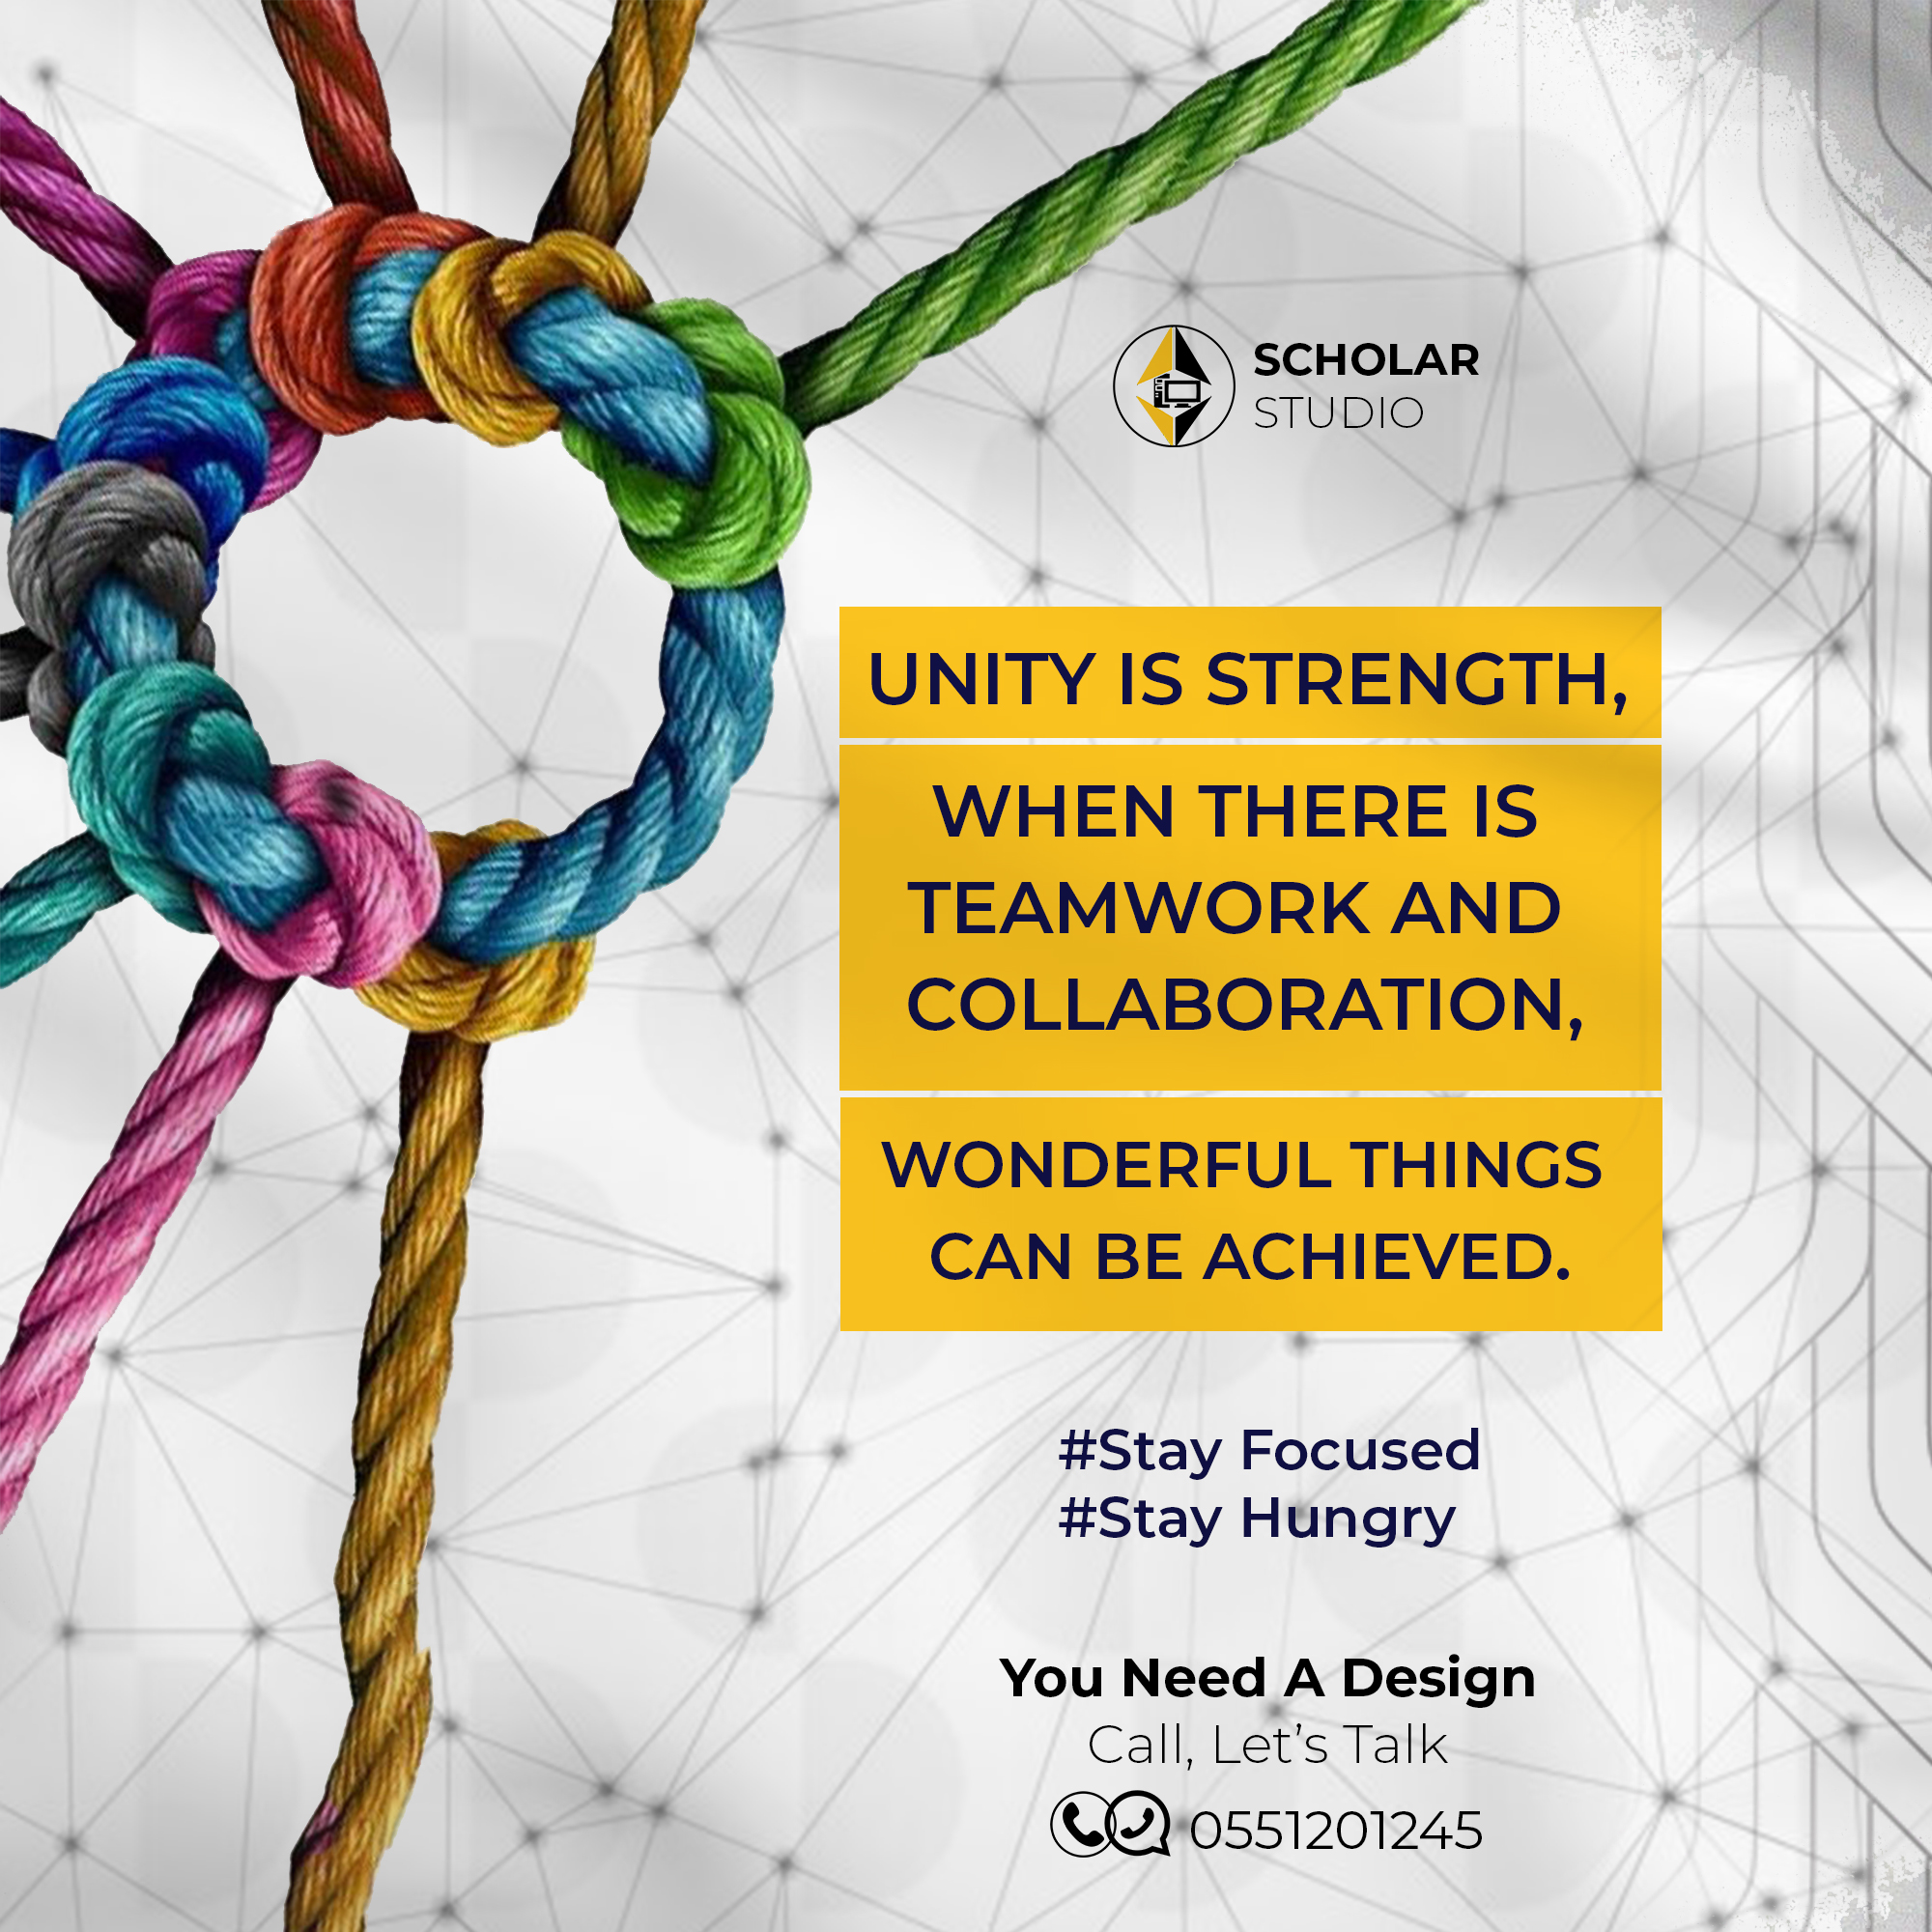 SCHOLAR
STUDIO
UNITY IS STRENGTH,
WHEN THERE IS
TEAMWORK AND
COLLABORATION,
WONDERFUL THINGS
CAN BE ACHIEVED.
#Stay Focused
#Stay Hungry
You Need A Design
Call, Let’s Talk
0551201245